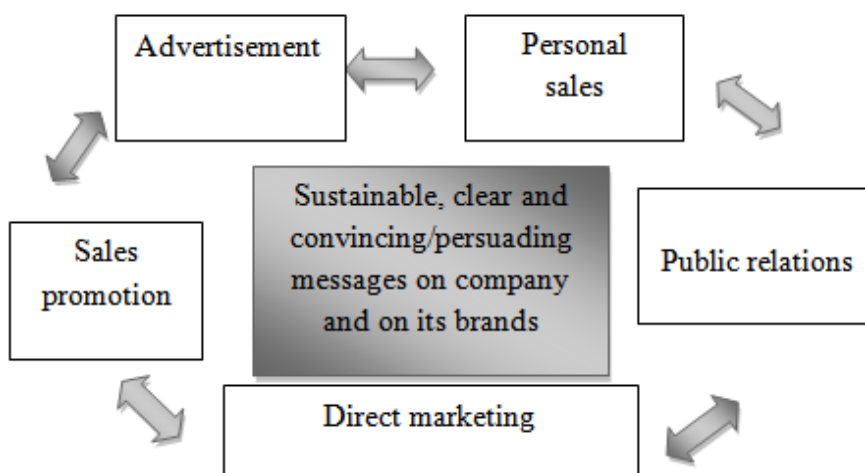 Advertisement
Personal
sales
Sustainable, clear and
convincing/persuading
messages on company
and on its brands
Sales
promotion
Public relations
Direct marketing